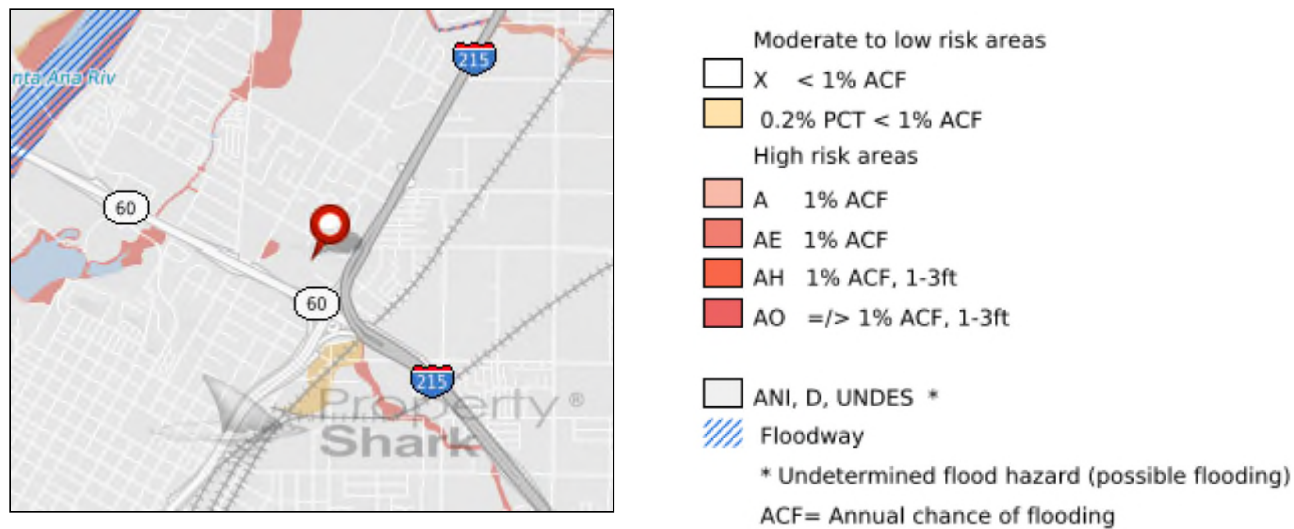 215
nta Ana Riv
60
60
215
Property ®
Shark
Moderate to low risk areas
X < 1% ACF
0.2% PCT < 1% ACF
High risk areas
A 1% ACF
AE 1% ACF
AH 1% ACF, 1-3ft
AO =/> 1% ACF, 1-3ft
ANI, D, UNDES *
Floodway
* Undetermined flood hazard (possible flooding)
ACF= Annual chance of flooding